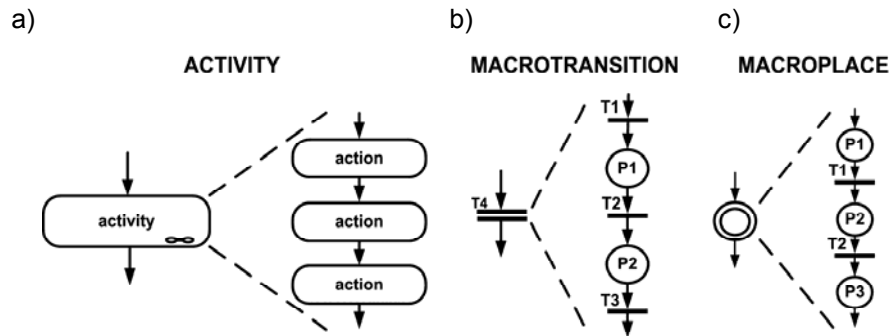 a)
ACTIVITY
activity
action
action
action
b)
MACROTRANSITION
T4
T1
P1
T2
P2
T3
c)
MACROPLACE
P1
T1
P2
T2
P3